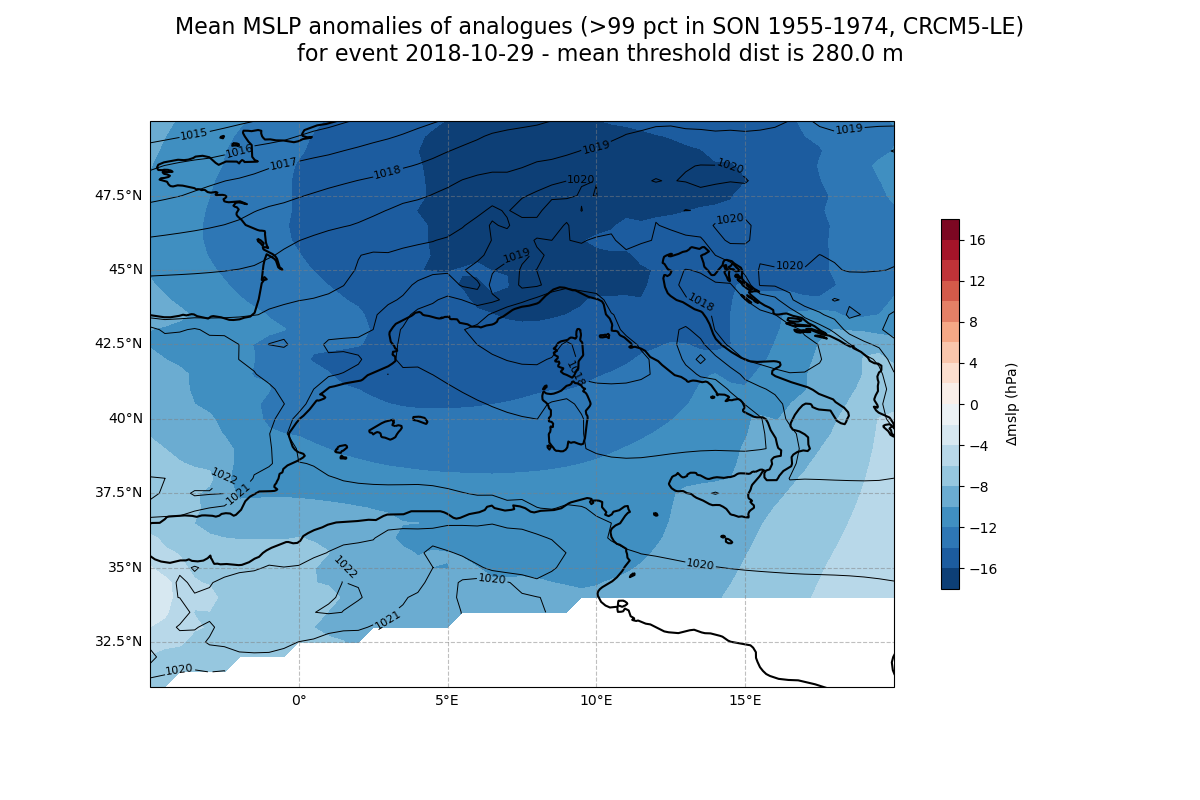 Mean MSLP anomalies of analogues (>99 pct in SON 1955-1974, CRCM5-LE)
for event 2018-10-29 - mean threshold dist is 280.0 m
1015
1016
1017
1018
1019
1019
1020
1020
1020
1019
1020
1018
1018
1022
1021
1022
1020
1020
1021
1020
47.5°N
45°N
42.5°N
40°N
37.5°N
35°N
32.5°N
0°
5°E
10°E
15°E
16
12
8
4
0
−4
−8
−12
−16
Δmslp (hPa)